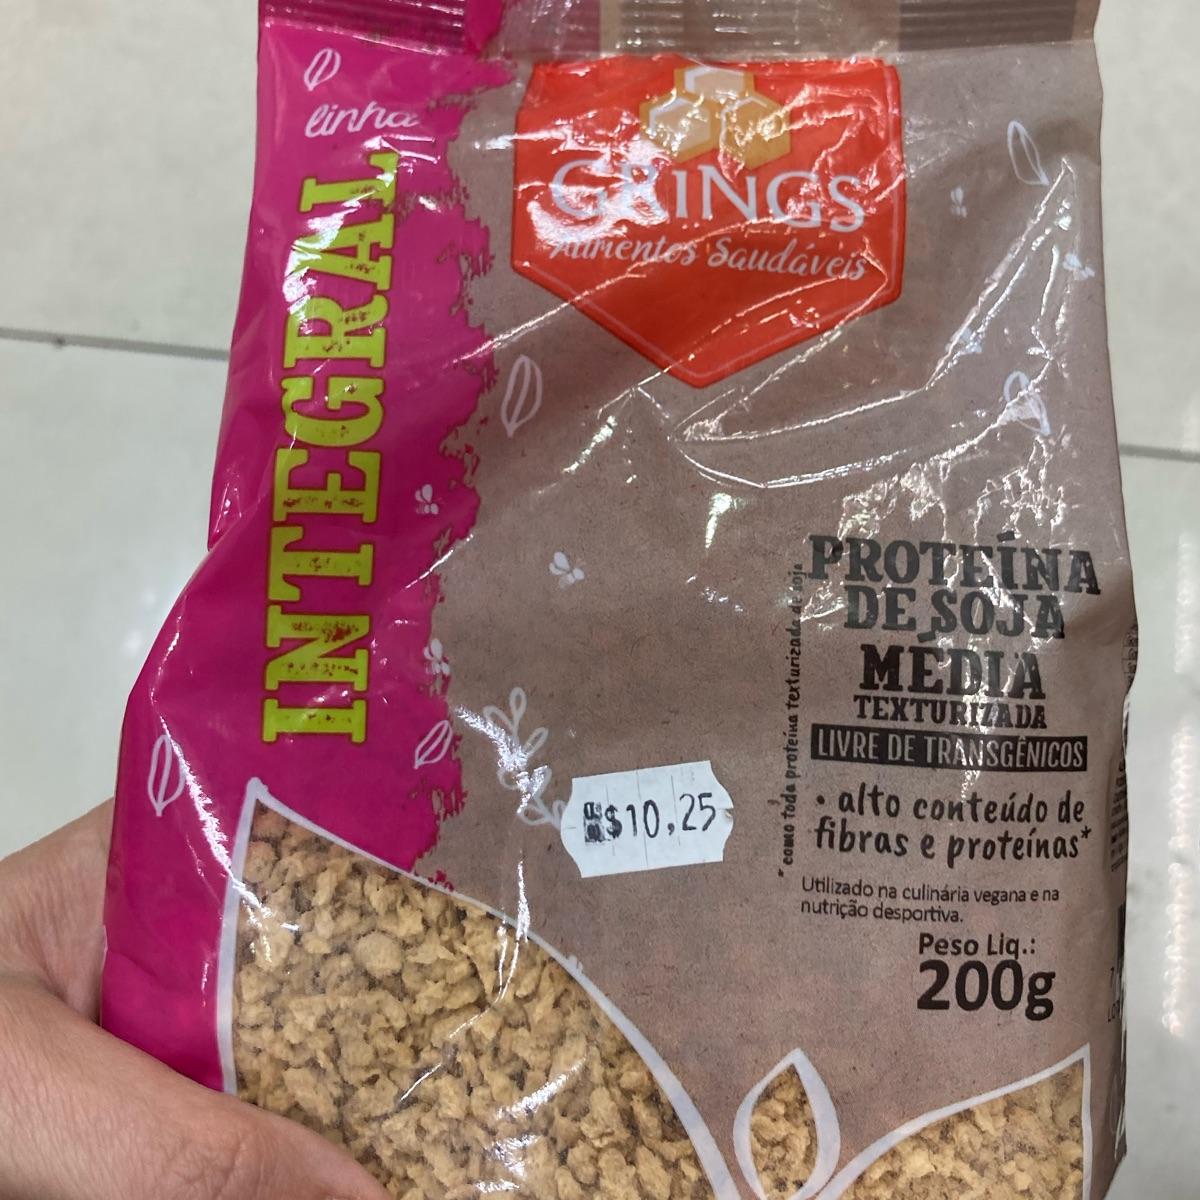 linha
INTEGRAL
GRINGS
Alimentos Saudáveis
PROTEÍNA
DE SOJA
MÉDIA
TEXTURIZADA
LIVRE DE TRANSGÊNICOS
• alto conteúdo de
fibras e proteínas*
*como toda proteína texturizada de soja
Utilizado na culinária vegana e na
nutrição desportiva.
Peso Liq.:
200g
R$10,25